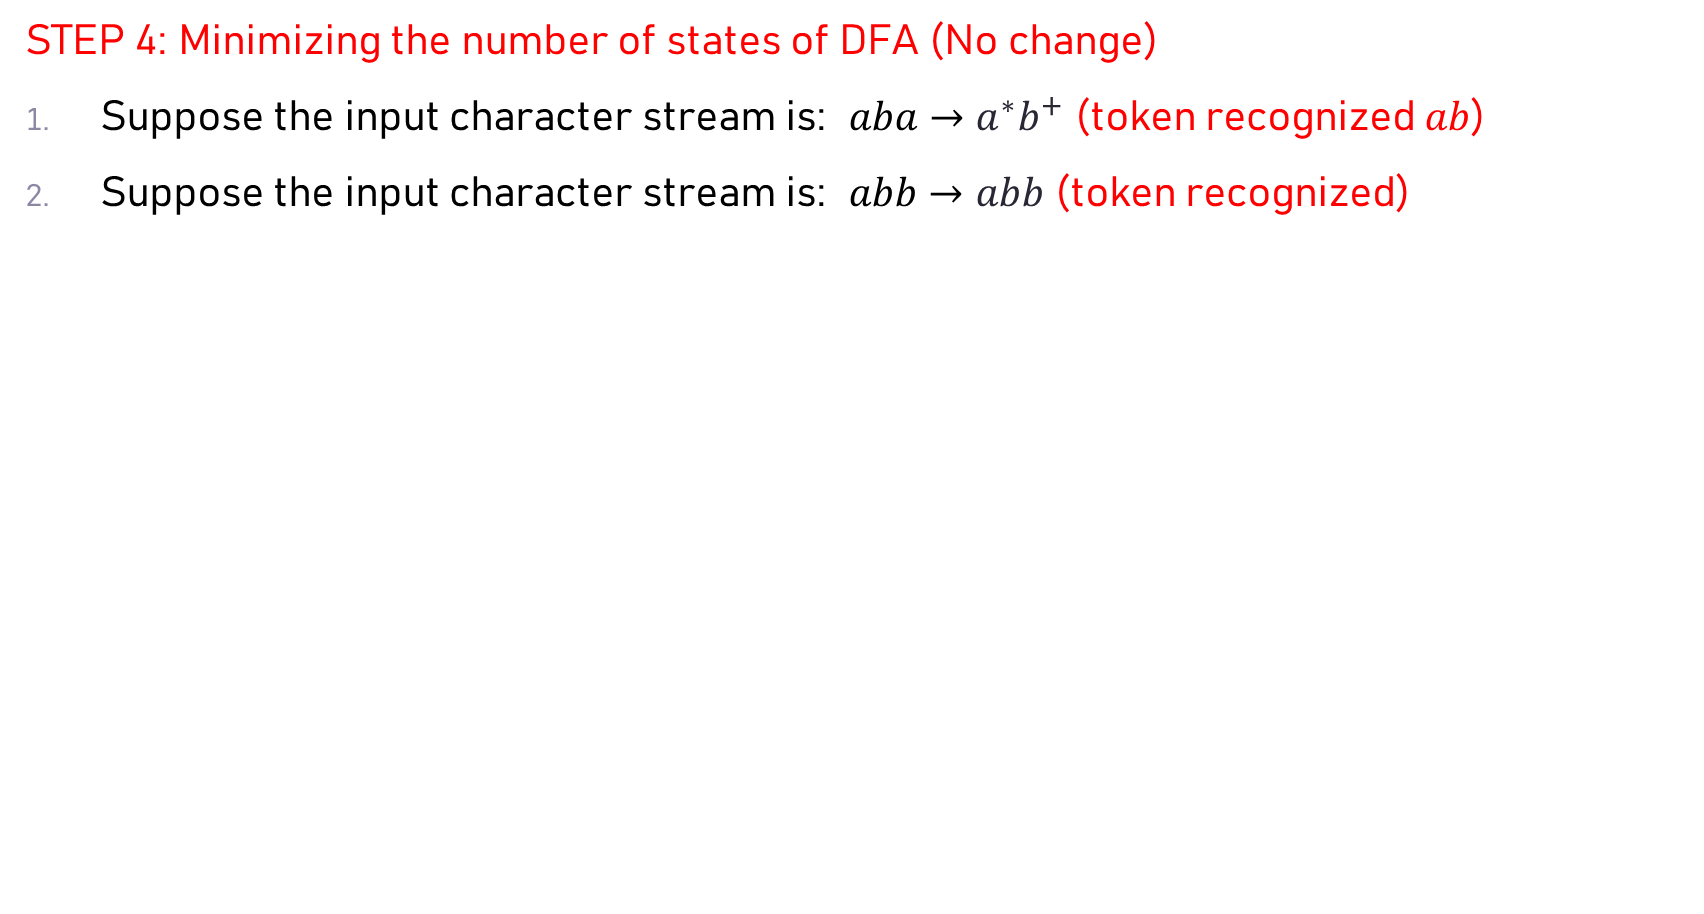 STEP 4: Minimizing the number of states of DFA (No change)
1. Suppose the input character stream is: aba → a*b⁺ (token recognized ab)
2. Suppose the input character stream is: abb → abb (token recognized)